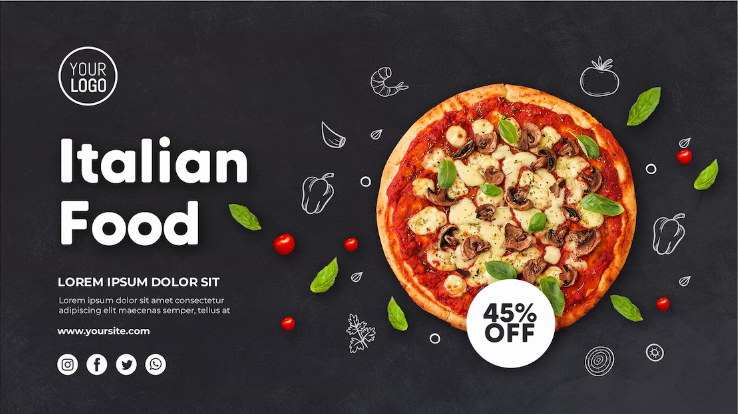 YOUR
LOGO
Italian
Food
LOREM IPSUM DOLOR SIT
Lorem ipsum dolor sit amet consectetur
adipiscing elit maecenas semper, tellus at
www.yoursite.com
45%
OFF